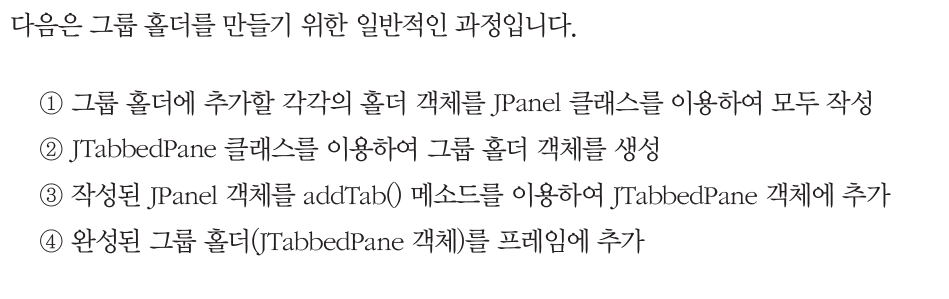 다음은 그룹 홀더를 만들기 위한 일반적인 과정입니다.
① 그룹 홀더에 추가할 각각의 홀더 객체를 JPanel 클래스를 이용하여 모두 작성
② JTabbedPane 클래스를 이용하여 그룹 홀더 객체를 생성
③ 작성된 JPanel 객체를 addTab() 메소드를 이용하여 JTabbedPane 객체에 추가
④ 완성된 그룹 홀더(JTabbedPane 객체)를 프레임에 추가